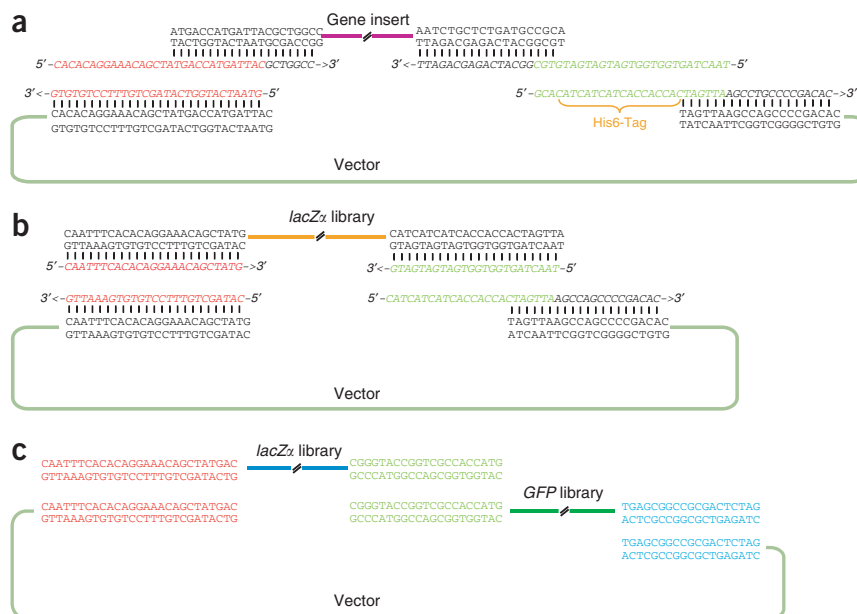 a
ATGACCATGATTACGCTGGCC Gene insert AATCTGCTCTGATGCCGCA
TACTGGTACTAATGCGACCGG TTAGACGAGACTACGGCGT
5′-CACACAGGAAACAGCTATGACCATGATTACGCTGGCC->3′ 3′<-TTAGACGAGACTACGGCGTGTAGTAGTAGTGGTGGTGATCAAT-5′
3′<-GTGTGTCCTTTGTCGATACTGGTACTAATG-5′ 5′-GCACATCATCATCACCACCACTAGTTAAGCCTGCCCCGACAC->3′
CACACAGGAAACAGCTATGACCATGATTAC His6-Tag TAGTTAAGCCAGCCCCGACAC
GTGTGTCCTTTGTCGATACTGGTACTAATG TATCAATTCGGTCGGGGCTGTG
Vector
b
CAATTTCACACAGGAAACAGCTATG lacZα library CATCATCATCACCACCACTAGTTA
GTTAAAGTGTGTCCTTTGTCGATAC GTAGTAGTAGTGGTGGTGATCAAT
5′-CAATTTCACACAGGAAACAGCTATG->3′ 3′<-GTAGTAGTAGTGGTGGTGATCAAT-5′
3′<-GTTAAAGTGTGTCCTTTGTCGATAC-5′ 5′-CATCATCATCACCACCACTAGTTAAGCCAGCCCCGACAC->3′
CAATTTCACACAGGAAACAGCTATG TAGTTAAGCCAGCCCCGACAC
GTTAAAGTGTGTCCTTTGTCGATAC ATCAATTCGGTCGGGGCTGTG
Vector
c
CAATTTCACACAGGAAACAGCTATGAC lacZα library CGGGTACCGGTCGCCACCATG
GTTAAAGTGTGTCCTTTGTCGATACTG GCCCATGGCCAGCGGTGGTAC
CAATTTCACACAGGAAACAGCTATGAC CGGGTACCGGTCGCCACCATG GFP library TGAGCGGCCGCGACTCTAG
GTTAAAGTGTGTCCTTTGTCGATACTG GCCCATGGCCAGCGGTGGTAC ACTCGCCGGCGCTGAGATC
TGAGCGGCCGCGACTCTAG
ACTCGCCGGCGCTGAGATC
Vector